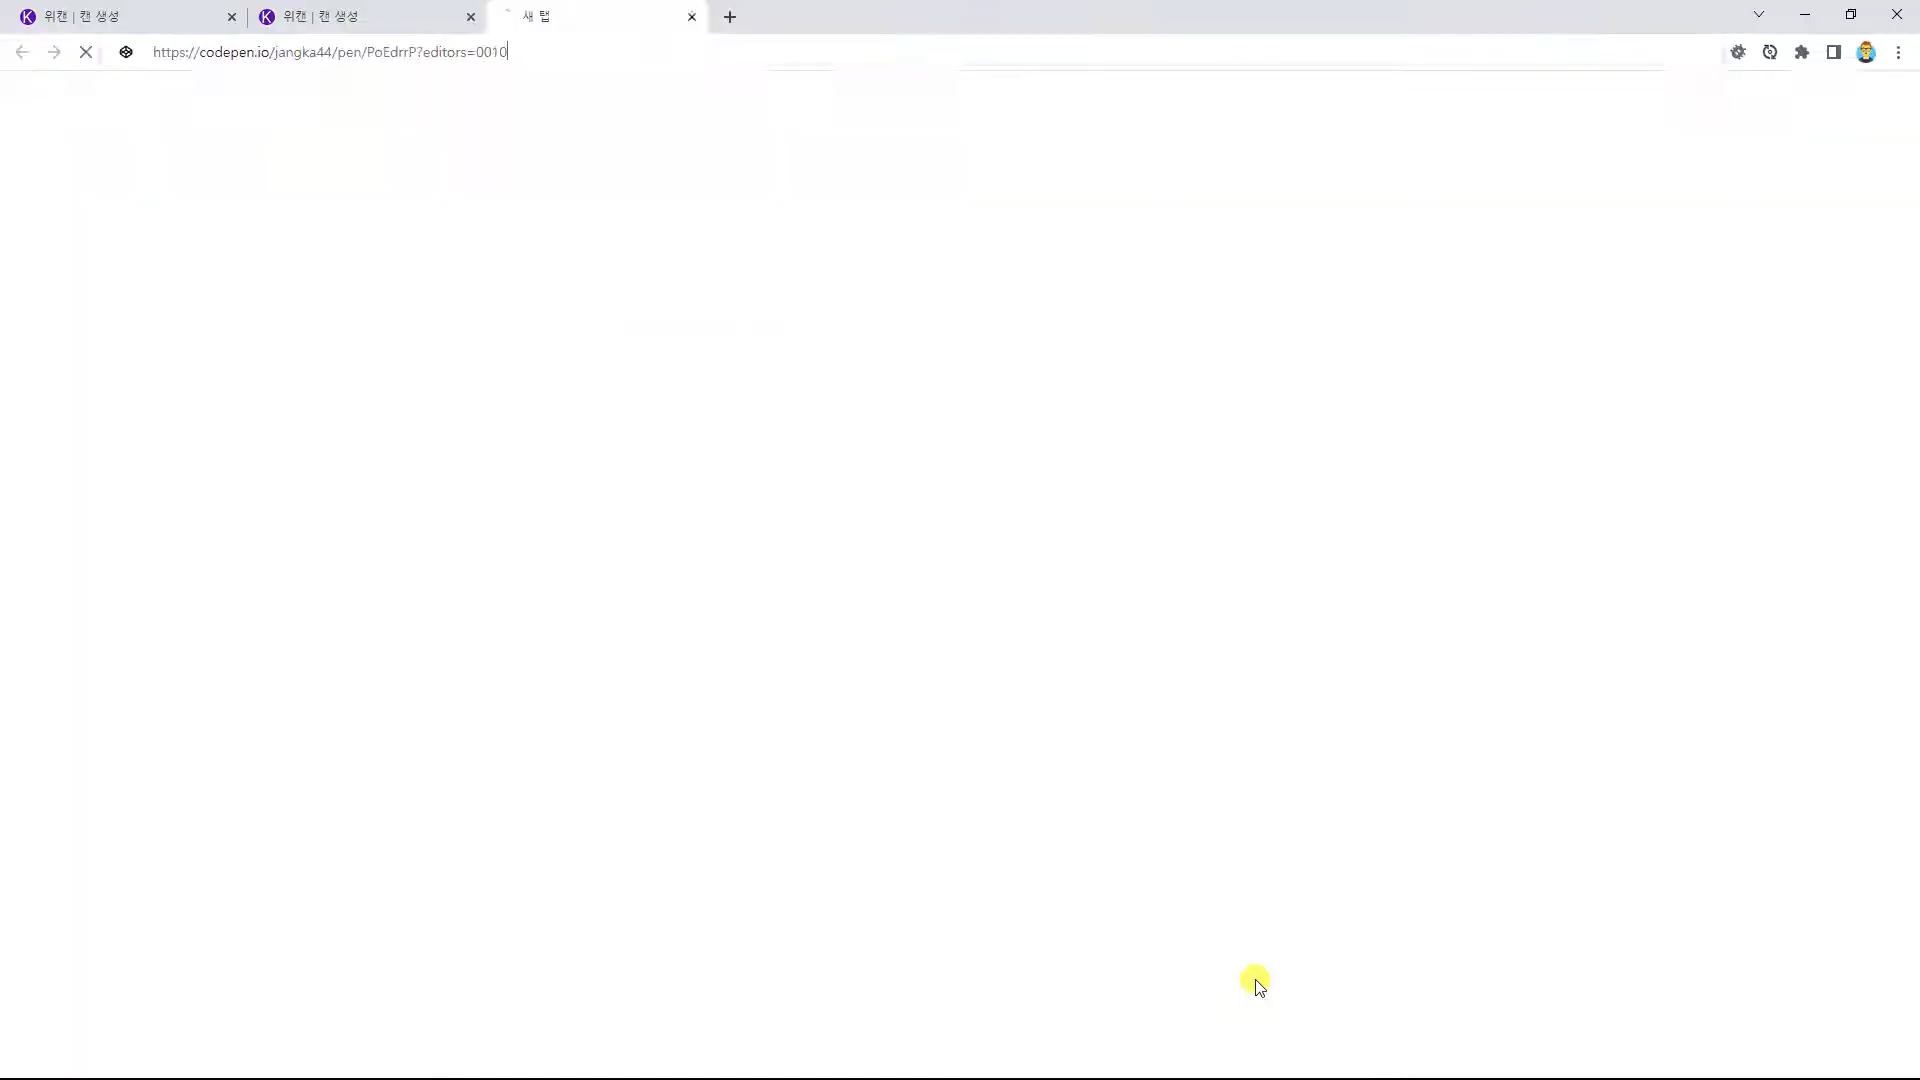 위캔 | 캔 생성
위캔 | 캔 생성
새 탭
https://codepen.io/jangka44/pen/PoEdrrP?editors=0010